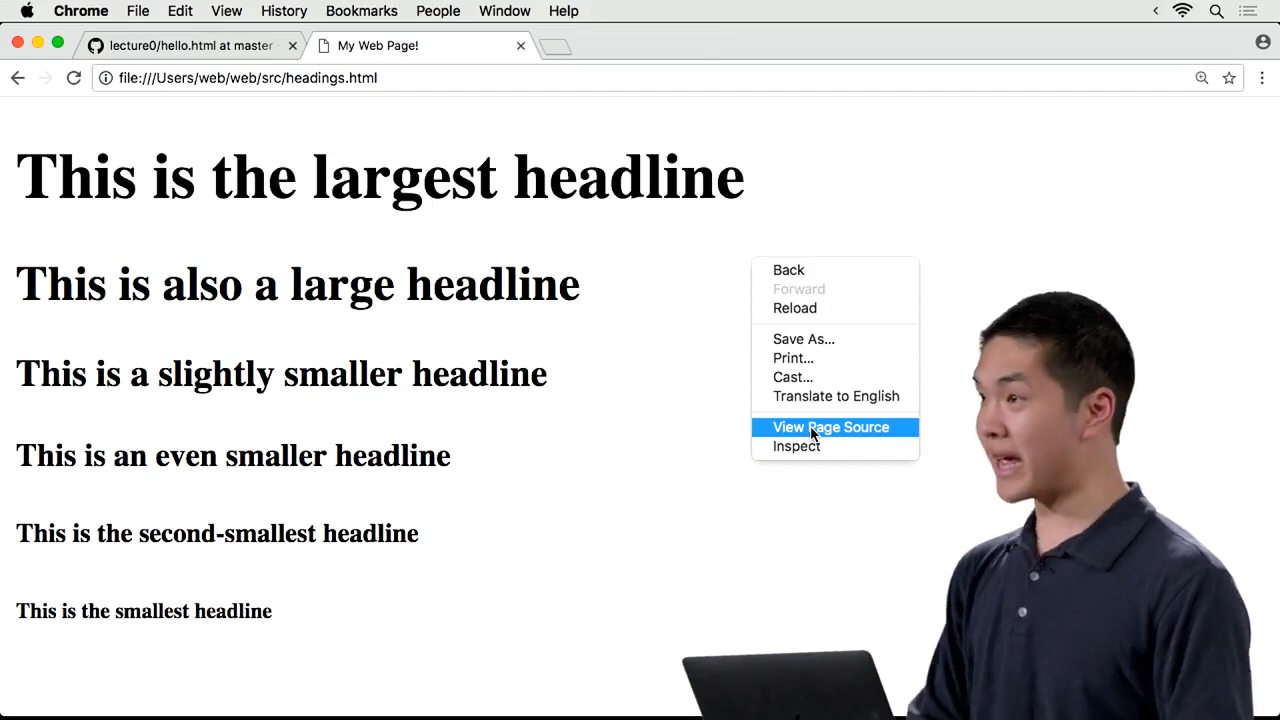 Chrome File Edit View History Bookmarks People Window Help
lecture0/hello.html at master
My Web Page!
file:///Users/web/web/src/headings.html
This is the largest headline
This is also a large headline
This is a slightly smaller headline
This is an even smaller headline
This is the second-smallest headline
This is the smallest headline
Back
Forward
Reload
Save As...
Print...
Cast...
Translate to English
View Page Source
Inspect